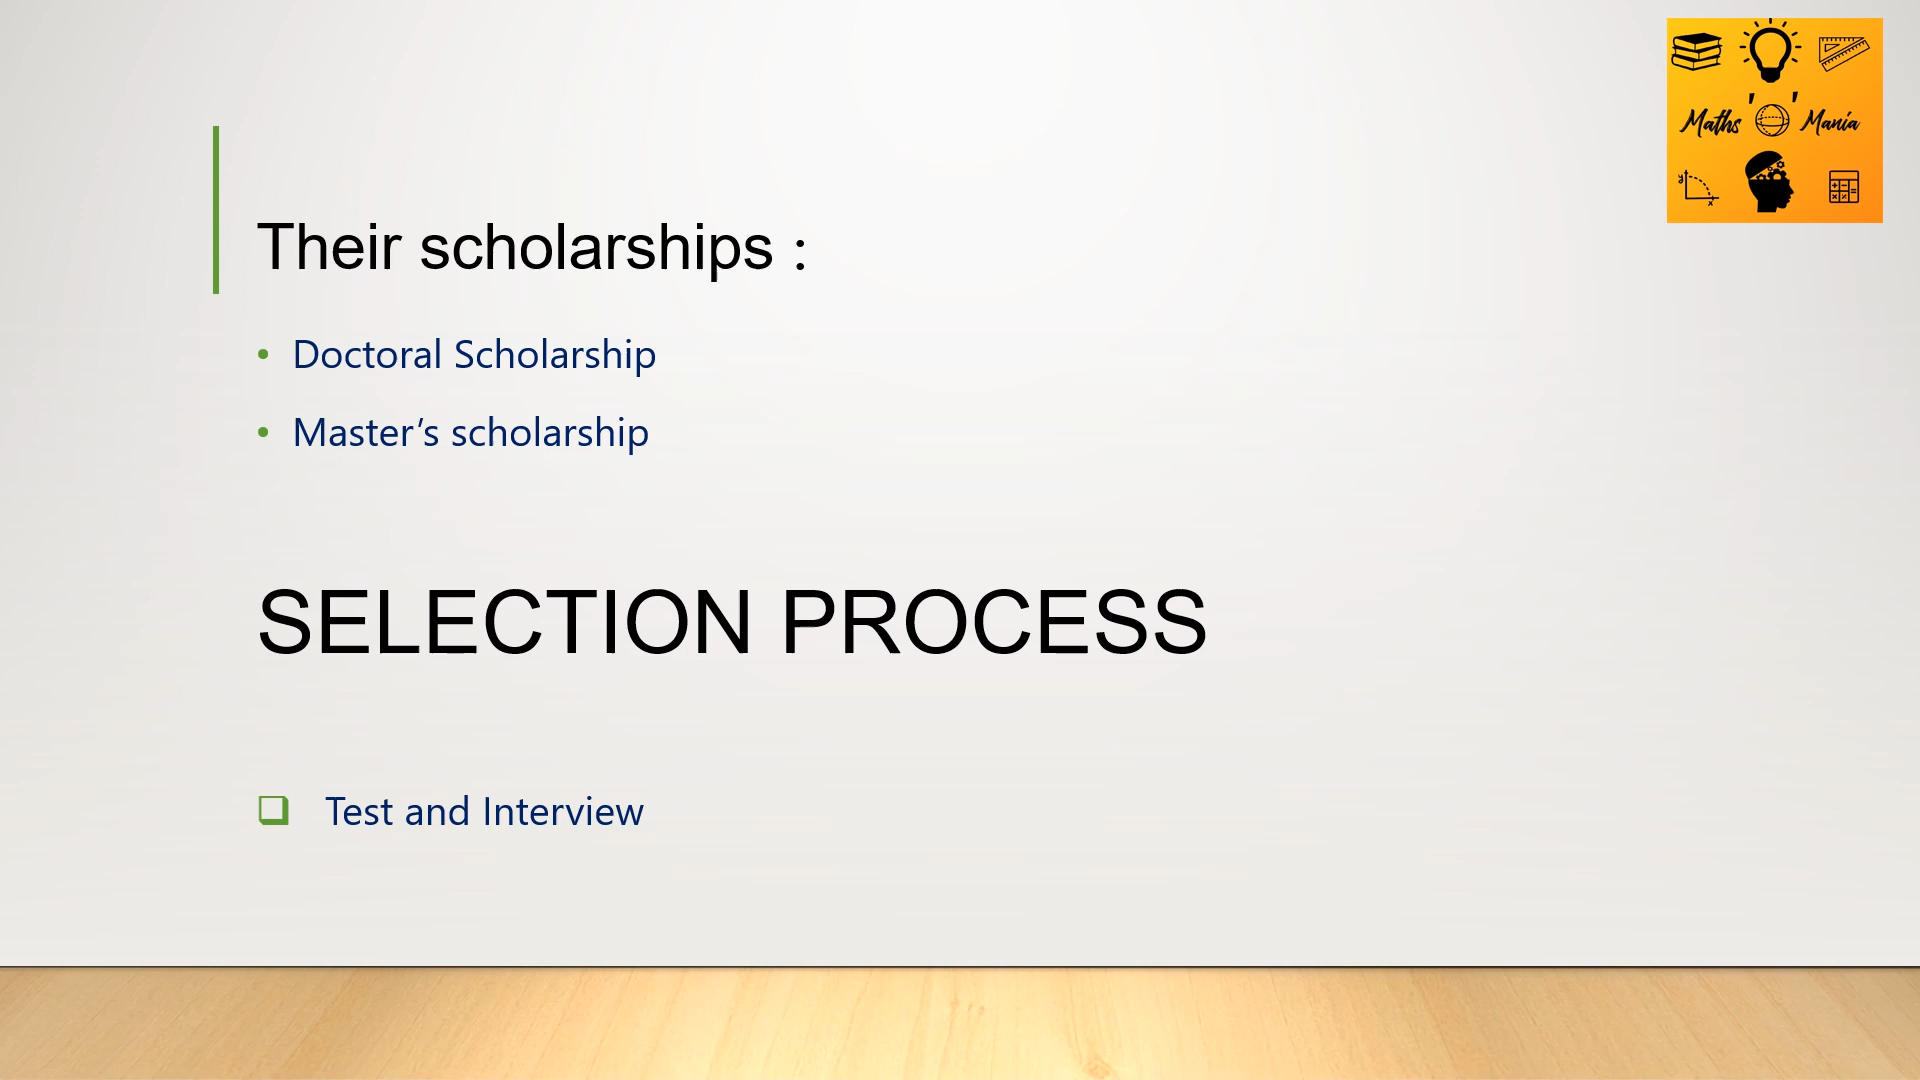 Maths 'O' Mania
Their scholarships :
Doctoral Scholarship
Master’s scholarship
SELECTION PROCESS
Test and Interview